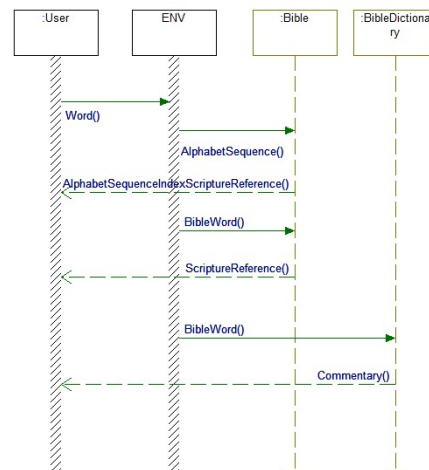 :User
ENV
:Bible
:BibleDictiona
ry
Word()
AlphabetSequence()
AlphabetSequenceIndexScriptureReference()
BibleWord()
ScriptureReference()
BibleWord()
Commentary()